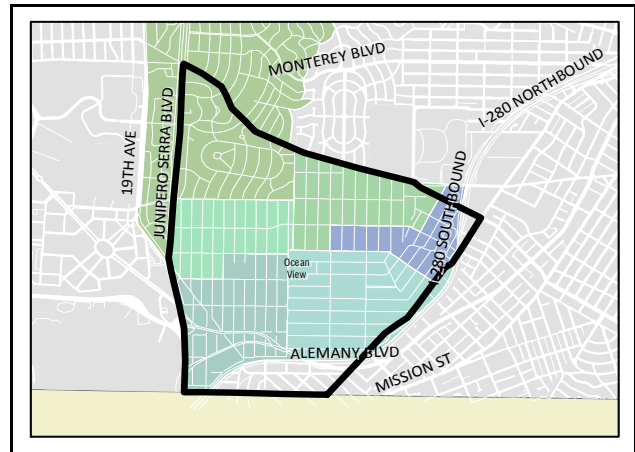 MONTEREY BLVD
I-280 NORTHBOUND
JUNIPERO SERRA BLVD
19TH AVE
I-280 SOUTHBOUND
Ocean
View
ALEMANY BLVD
MISSION ST